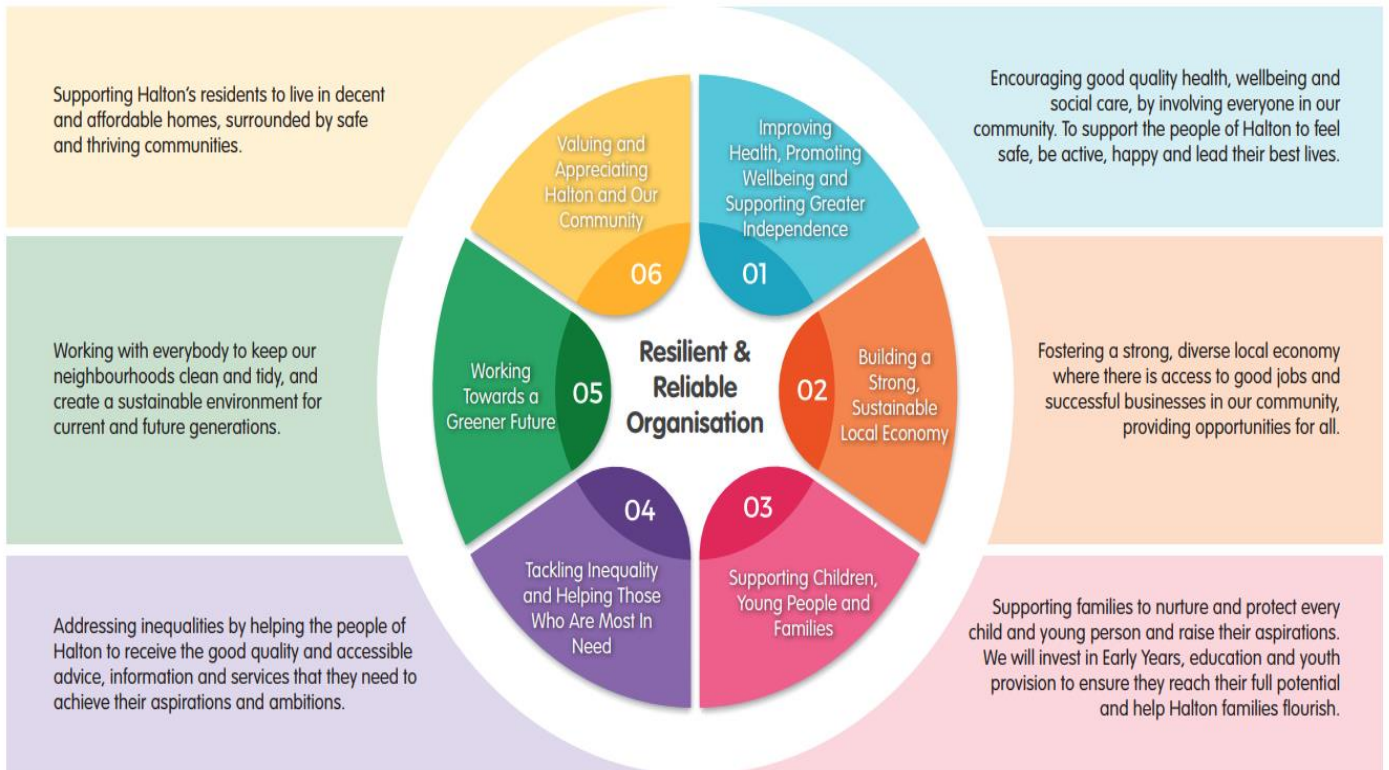 Supporting Halton's residents to live in decent
and affordable homes, surrounded by safe
and thriving communities.
Valuing and
Appreciating
Halton and Our
Community
06
Improving
Health, Promoting
Wellbeing and
Supporting Greater
Independence
01
Encouraging good quality health, wellbeing and
social care, by involving everyone in our
community. To support the people of Halton to feel
safe, be active, happy and lead their best lives.
Working with everybody to keep our
neighbourhoods clean and tidy, and
create a sustainable environment for
current and future generations.
Working
Towards a
Greener Future
05
Resilient &
Reliable
Organisation
02
Building a
Strong,
Sustainable
Local Economy
Fostering a strong, diverse local economy
where there is access to good jobs and
successful businesses in our community,
providing opportunities for all.
Addressing inequalities by helping the people of
Halton to receive the good quality and accessible
advice, information and services that they need to
achieve their aspirations and ambitions.
04
Tackling Inequality
and Helping Those
Who Are Most In
Need
03
Supporting Children,
Young People and
Families
Supporting families to nurture and protect every
child and young person and raise their aspirations.
We will invest in Early Years, education and youth
provision to ensure they reach their full potential
and help Halton families flourish.